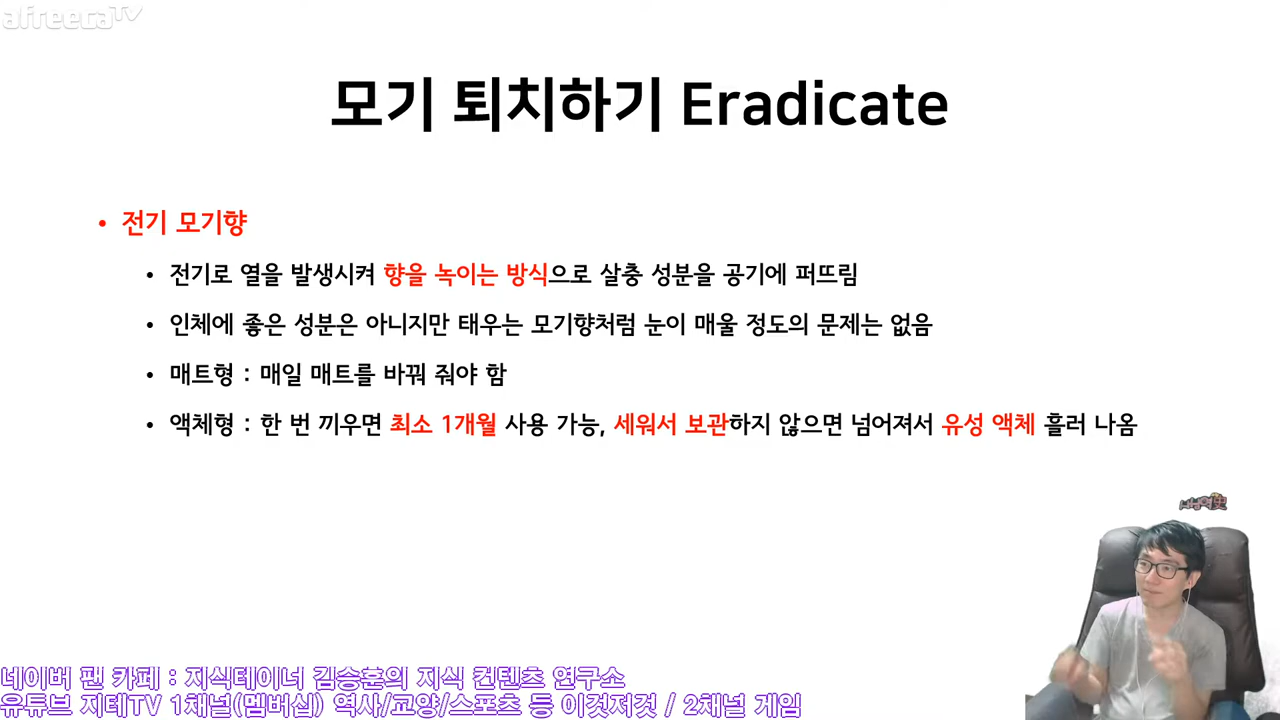 afreecaTV
모기 퇴치하기 Eradicate
• 전기 모기향
• 전기로 열을 발생시켜 향을 녹이는 방식으로 살충 성분을 공기에 퍼뜨림
• 인체에 좋은 성분은 아니지만 태우는 모기향처럼 눈이 매울 정도의 문제는 없음
• 매트형 : 매일 매트를 바꿔 줘야 함
• 액체형 : 한 번 끼우면 최소 1개월 사용 가능, 세워서 보관하지 않으면 넘어져서 유성 액체 흘러 나옴
네이버 팬 카페 : 지식테이너 김승훈의 지식 컨텐츠 연구소
유튜브 지테TV 1채널(멤버십) 역사/교양/스포츠 등 이것저것 / 2채널 게임